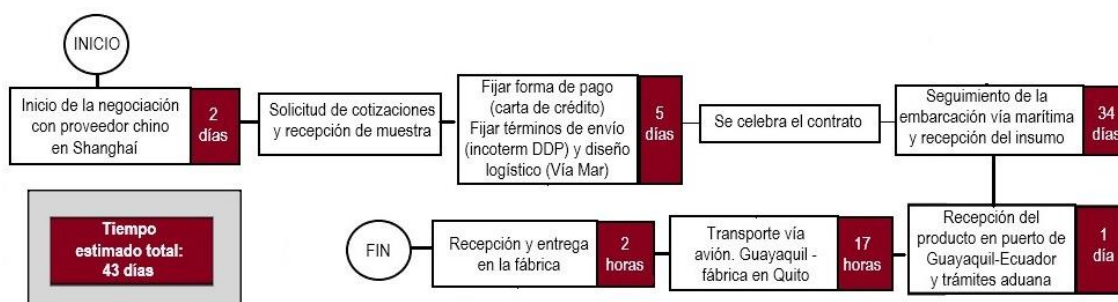 INICIO
Inicio de la negociación
con proveedor chino
en Shanghaí
2
días
Solicitud de cotizaciones
y recepción de muestra
Fijar forma de pago
(carta de crédito)
Fijar términos de envío
(incoterm DDP) y diseño
logístico (Vía Mar)
5
días
Se celebra el contrato
Seguimiento de la
embarcación vía marítima
y recepción del insumo
34
días
Recepción del
producto en puerto de
Guayaquil-Ecuador
y trámites aduana
1
día
Transporte vía
avión. Guayaquil -
fábrica en Quito
17
horas
Recepción y entrega
en la fábrica
2
horas
FIN
Tiempo
estimado total:
43 días